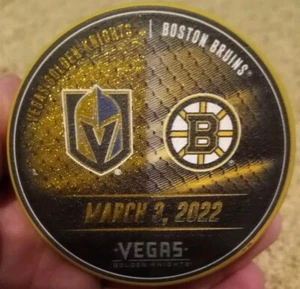 VEGAS GOLDEN KNIGHTS | BOSTON BRUINS®
B
MARCH 3, 2022
VEGAS
GOLDEN KNIGHTS